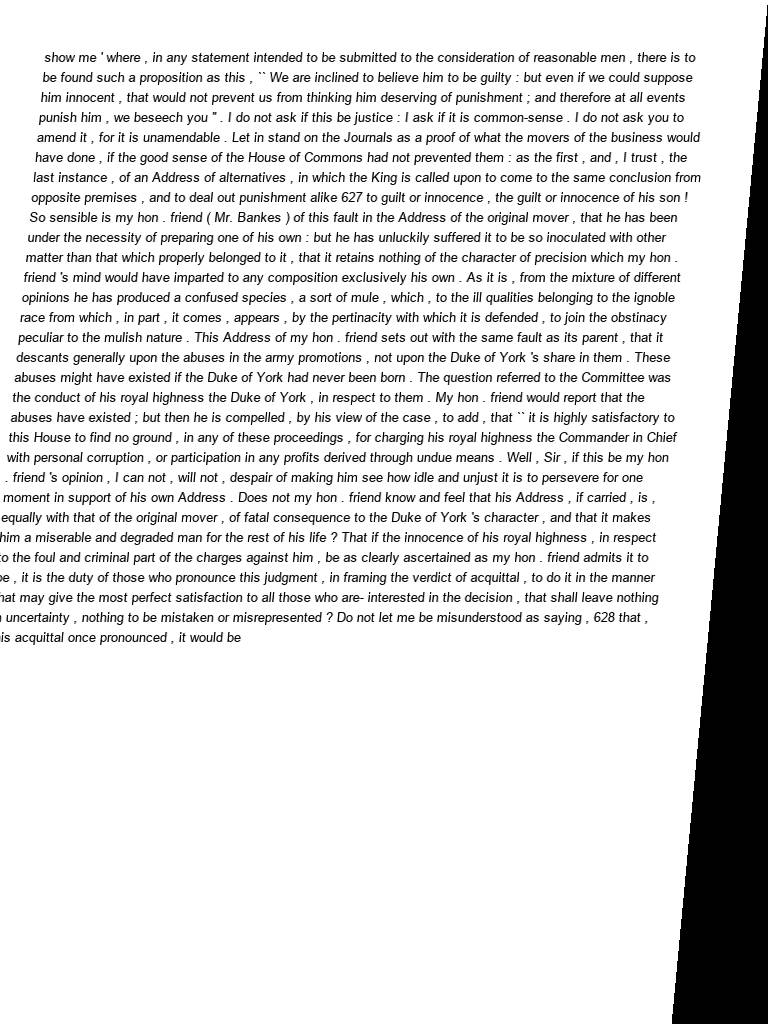 show me ' where , in any statement intended to be submitted to the consideration of reasonable men , there is to
be found such a proposition as this , `` We are inclined to believe him to be guilty : but even if we could suppose
him innocent , that would not prevent us from thinking him deserving of punishment ; and therefore at all events
punish him , we beseech you '' . I do not ask if this be justice : I ask if it is common-sense . I do not ask you to
amend it , for it is unamendable . Let in stand on the Journals as a proof of what the movers of the business would
have done , if the good sense of the House of Commons had not prevented them : as the first , and , I trust , the
last instance , of an Address of alternatives , in which the King is called upon to come to the same conclusion from
opposite premises , and to deal out punishment alike 627 to guilt or innocence , the guilt or innocence of his son !
So sensible is my hon . friend ( Mr. Bankes ) of this fault in the Address of the original mover , that he has been
under the necessity of preparing one of his own : but he has unluckily suffered it to be so inoculated with other
matter than that which properly belonged to it , that it retains nothing of the character of precision which my hon .
friend 's mind would have imparted to any composition exclusively his own . As it is , from the mixture of different
opinions he has produced a confused species , a sort of mule , which , to the ill qualities belonging to the ignoble
race from which , in part , it comes , appears , by the pertinacity with which it is defended , to join the obstinacy
peculiar to the mulish nature . This Address of my hon . friend sets out with the same fault as its parent , that it
descants generally upon the abuses in the army promotions , not upon the Duke of York 's share in them . These
abuses might have existed if the Duke of York had never been born . The question referred to the Committee was
the conduct of his royal highness the Duke of York , in respect to them . My hon . friend would report that the
abuses have existed ; but then he is compelled , by his view of the case , to add , that `` it is highly satisfactory to
this House to find no ground , in any of these proceedings , for charging his royal highness the Commander in Chief
with personal corruption , or participation in any profits derived through undue means . Well , Sir , if this be my hon
. friend 's opinion , I can not , will not , despair of making him see how idle and unjust it is to persevere for one
moment in support of his own Address . Does not my hon . friend know and feel that his Address , if carried , is ,
equally with that of the original mover , of fatal consequence to the Duke of York 's character , and that it makes
him a miserable and degraded man for the rest of his life ? That if the innocence of his royal highness , in respect
to the foul and criminal part of the charges against him , be as clearly ascertained as my hon . friend admits it to
be , it is the duty of those who pronounce this judgment , in framing the verdict of acquittal , to do it in the manner
that may give the most perfect satisfaction to all those who are- interested in the decision , that shall leave nothing
uncertainty , nothing to be mistaken or misrepresented ? Do not let me be misunderstood as saying , 628 that ,
his acquittal once pronounced , it would be